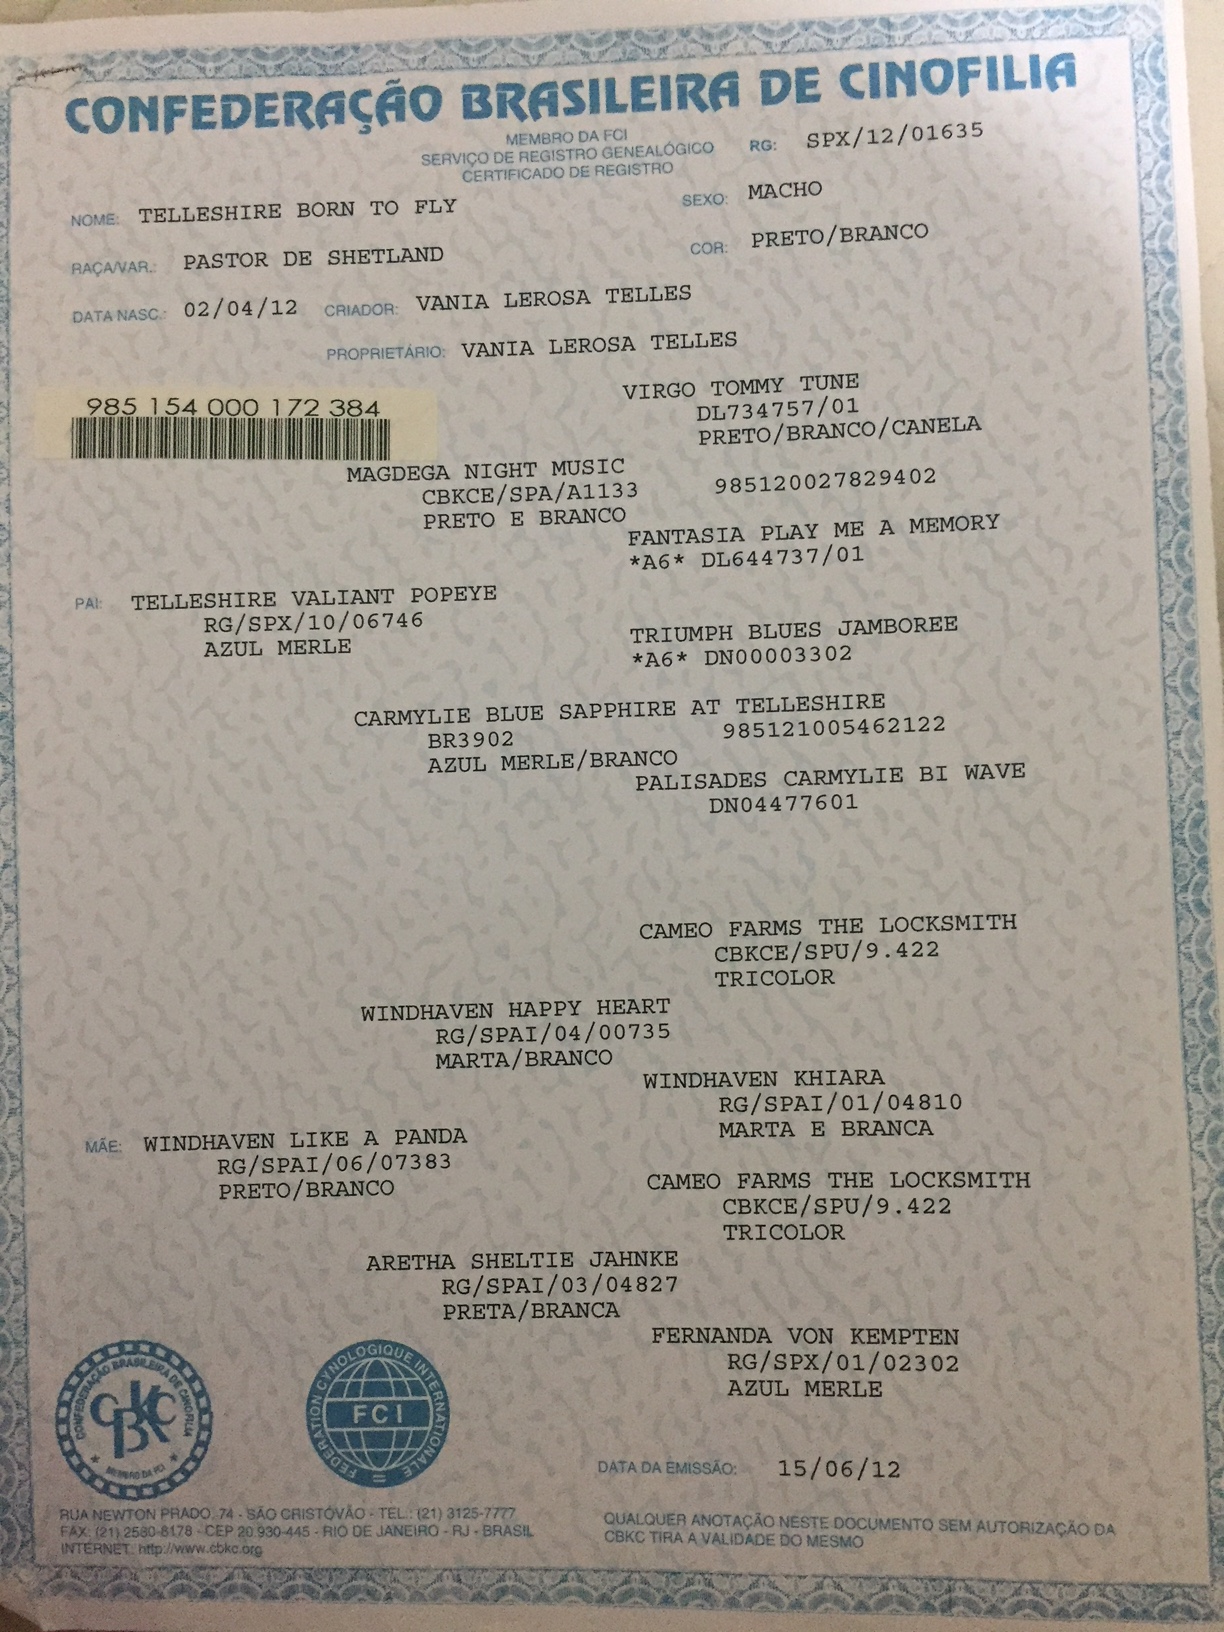 CONFEDERAÇÃO BRASILEIRA DE CINOFILIA
MEMBRO DA FCI
SERVIÇO DE REGISTRO GENEALÓGICO
CERTIFICADO DE REGISTRO
RG: SPX/12/01635
NOME: TELLESHIRE BORN TO FLY
SEXO: MACHO
RAÇA/VAR.: PASTOR DE SHETLAND
COR: PRETO/BRANCO
DATA NASC.: 02/04/12 CRIADOR: VANIA LEROSA TELLES
PROPRIETÁRIO: VANIA LEROSA TELLES
985 154 000 172 384
VIRGO TOMMY TUNE
DL734757/01
PRETO/BRANCO/CANELA
MAGDEGA NIGHT MUSIC
CBKCE/SPA/A1133 985120027829402
PRETO E BRANCO
FANTASIA PLAY ME A MEMORY
*A6* DL644737/01
PAI: TELLESHIRE VALIANT POPEYE
RG/SPX/10/06746
AZUL MERLE
TRIUMPH BLUES JAMBOREE
*A6* DN00003302
CARMYLIE BLUE SAPPHIRE AT TELLESHIRE
BR3902 985121005462122
AZUL MERLE/BRANCO
PALISADES CARMYLIE BI WAVE
DN04477601
CAMEO FARMS THE LOCKSMITH
CBKCE/SPU/9.422
TRICOLOR
WINDHAVEN HAPPY HEART
RG/SPAI/04/00735
MARTA/BRANCO
WINDHAVEN KHIARA
RG/SPAI/01/04810
MARTA E BRANCA
MÃE: WINDHAVEN LIKE A PANDA
RG/SPAI/06/07383
PRETO/BRANCO
CAMEO FARMS THE LOCKSMITH
CBKCE/SPU/9.422
TRICOLOR
ARETHA SHELTIE JAHNKE
RG/SPAI/03/04827
PRETA/BRANCA
FERNANDA VON KEMPTEN
RG/SPX/01/02302
AZUL MERLE
CONFEDERAÇÃO BRASILEIRA DE CINOFILIA
CBKC
MEMBRO DA FCI
FEDERATION CYNOLOGIQUE INTERNATIONALE
FCI
DATA DA EMISSÃO: 15/06/12
RUA NEWTON PRADO, 74 - SÃO CRISTÓVÃO - TEL.: (21) 3125-7777
FAX: (21) 2580-8178 - CEP 20.930-445 - RIO DE JANEIRO - RJ - BRASIL
INTERNET: http://www.cbkc.org
QUALQUER ANOTAÇÃO NESTE DOCUMENTO SEM AUTORIZAÇÃO DA
CBKC TIRA A VALIDADE DO MESMO